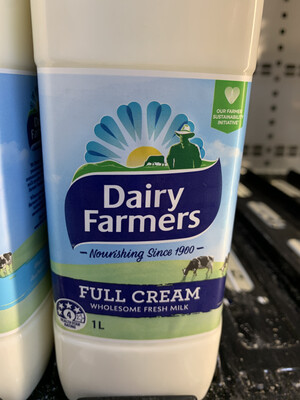 OUR FARMER
SUSTAINABILITY
INITIATIVE
Dairy
Farmers
Nourishing Since 1900
FULL CREAM
WHOLESOME FRESH MILK
1L